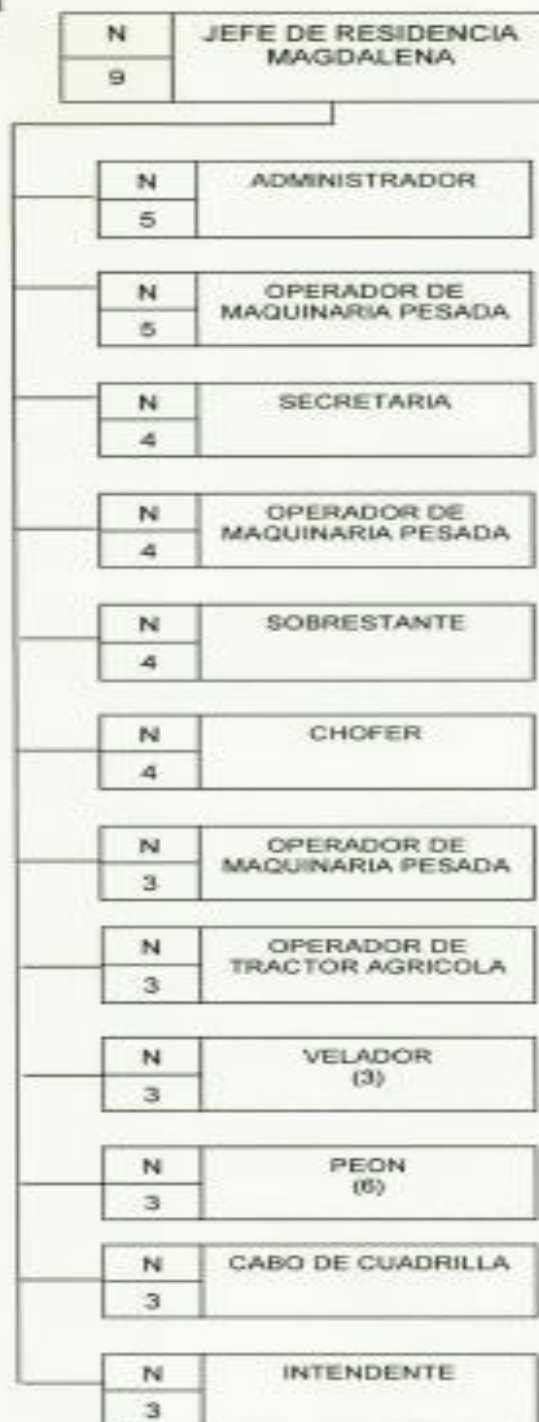 N
9
JEFE DE RESIDENCIA
MAGDALENA
N
5
ADMINISTRADOR
N
5
OPERADOR DE
MAQUINARIA PESADA
N
4
SECRETARIA
N
4
OPERADOR DE
MAQUINARIA PESADA
N
4
SOBRESTANTE
N
4
CHOFER
N
3
OPERADOR DE
MAQUINARIA PESADA
N
3
OPERADOR DE
TRACTOR AGRICOLA
N
3
VELADOR
(3)
N
3
PEON
(6)
N
3
CABO DE CUADRILLA
N
3
INTENDENTE